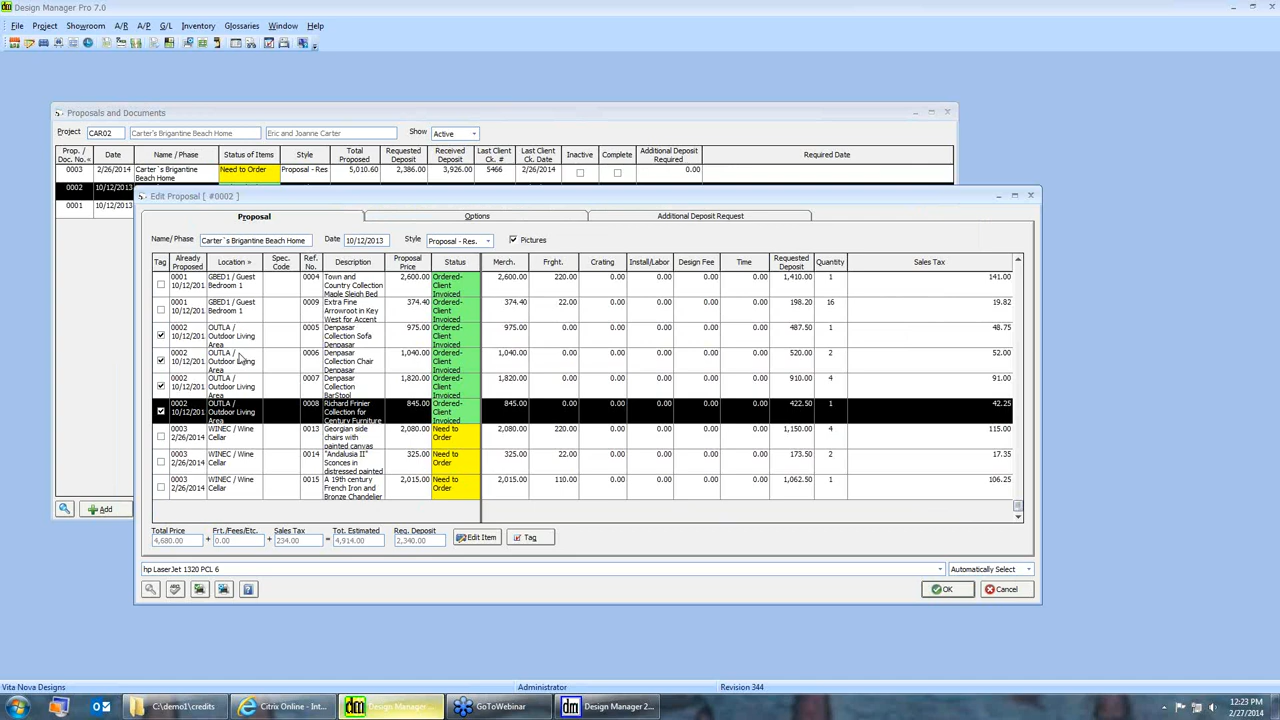 Design Manager Pro 7.0
File Project Showroom A/R A/P G/L Inventory Glossaries Window Help
Proposals and Documents
Project CAR02 Carter's Brigantine Beach Home Eric and Joanne Carter Show Active
Prop. / Doc. No. Date Name / Phase Status of Items Style Total Proposed Requested Deposit Received Deposit Last Client Ck. # Last Client Ck. Date Inactive Complete Additional Deposit Required Required Date
0003 2/26/2014 Carter`s Brigantine Beach Home Need to Order Proposal - Res 5,010.60 2,386.00 3,926.00 5466 2/26/2014 0.00
0002 10/12/2013
0001 10/12/2013
Add
Edit Proposal [ #0002 ]
Proposal Options Additional Deposit Request
Name/ Phase Carter`s Brigantine Beach Home Date 10/12/2013 Style Proposal - Res. Pictures
Tag Already Proposed Location » Spec. Code Ref. No. Description Proposal Price Status Merch. Frght. Crating Install/Labor Design Fee Time Requested Deposit Quantity Sales Tax
0001 10/12/201 GBED1 / Guest Bedroom 1 0004 Town and Country Collection Maple Sleigh Bed 2,600.00 Ordered- Client Invoiced 2,600.00 220.00 0.00 0.00 0.00 0.00 1,410.00 1 141.00
0001 10/12/201 GBED1 / Guest Bedroom 1 0009 Extra Fine Arrowroot in Key West for Accent 374.40 Ordered- Client Invoiced 374.40 22.00 0.00 0.00 0.00 0.00 198.20 16 19.82
0002 10/12/201 OUTLA / Outdoor Living Area 0005 Denpasar Collection Sofa Denpasar 975.00 Ordered- Client Invoiced 975.00 0.00 0.00 0.00 0.00 0.00 487.50 1 48.75
0002 10/12/201 OUTLA / Outdoor Living Area 0006 Denpasar Collection Chair Denpasar 1,040.00 Ordered- Client Invoiced 1,040.00 0.00 0.00 0.00 0.00 0.00 520.00 2 52.00
0002 10/12/201 OUTLA / Outdoor Living Area 0007 Denpasar Collection BarStool 1,820.00 Ordered- Client Invoiced 1,820.00 0.00 0.00 0.00 0.00 0.00 910.00 4 91.00
0002 10/12/201 OUTLA / Outdoor Living Area 0008 Richard Frinier Collection for Century Furniture 845.00 Ordered- Client Invoiced 845.00 0.00 0.00 0.00 0.00 0.00 422.50 1 42.25
0003 2/26/2014 WINEC / Wine Cellar 0013 Georgian side chairs with painted canvas 2,080.00 Need to Order 2,080.00 220.00 0.00 0.00 0.00 0.00 1,150.00 4 115.00
0003 2/26/2014 WINEC / Wine Cellar 0014 "Andalusia II" Sconces in distressed painted 325.00 Need to Order 325.00 22.00 0.00 0.00 0.00 0.00 173.50 2 17.35
0003 2/26/2014 WINEC / Wine Cellar 0015 A 19th century French Iron and Bronze Chandelier 2,015.00 Need to Order 2,015.00 110.00 0.00 0.00 0.00 0.00 1,062.50 1 106.25
Total Price Frt./Fees/Etc. Sales Tax Tot. Estimated Req. Deposit
4,680.00 + 0.00 + 234.00 = 4,914.00 2,340.00 Edit Item Tag
hp LaserJet 1320 PCL 6 Automatically Select
OK Cancel
Vita Nova Designs Administrator Revision 344
C:\demo1\credits Citrix Online - Int... Design Manager ... GoToWebinar Design Manager 2... 12:23 PM
2/27/2014